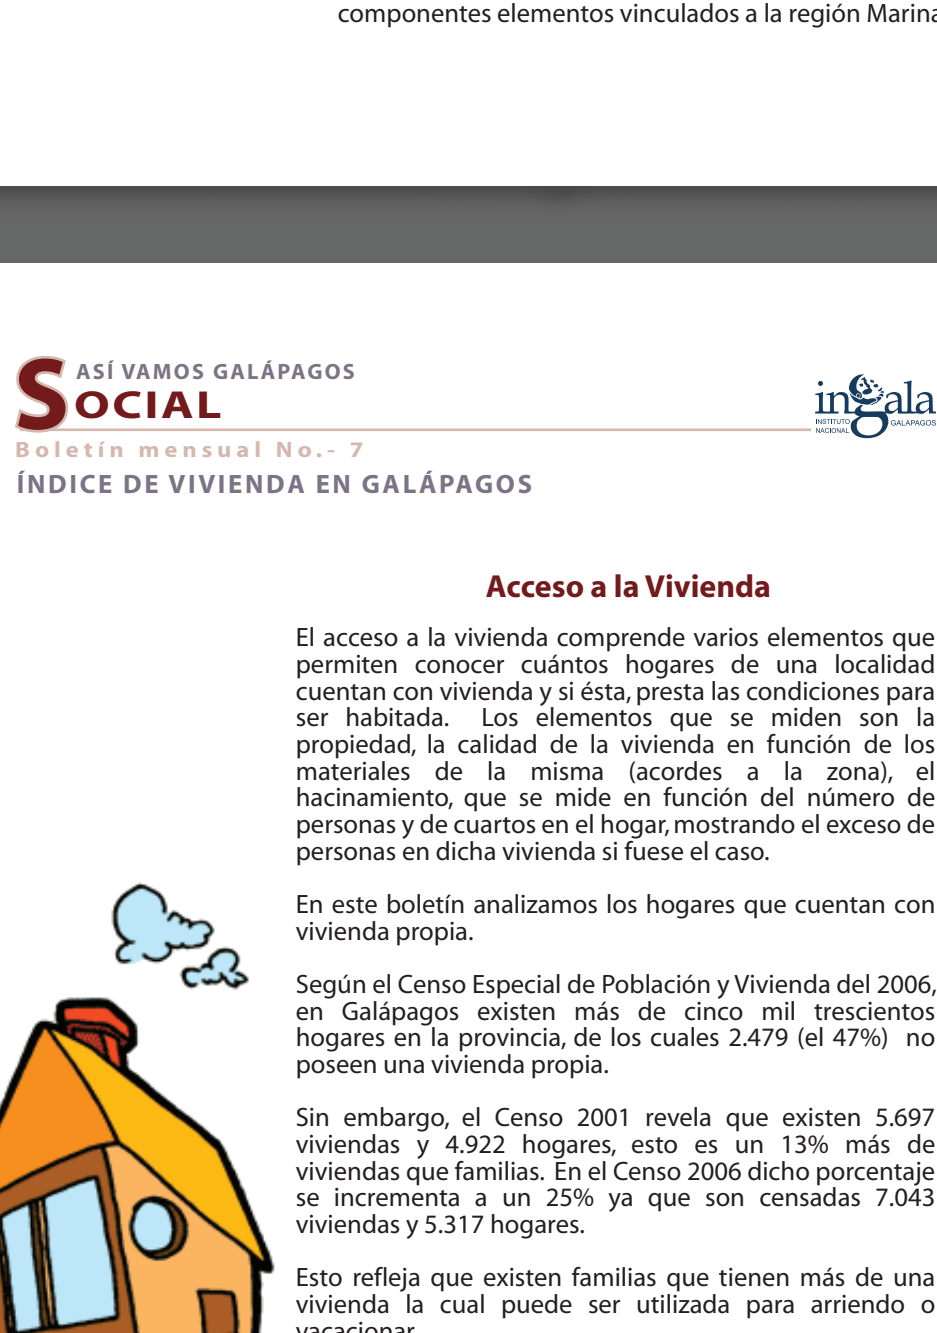 componentes elementos vinculados a la región Marina
ASÍ VAMOS GALÁPAGOS
SOCIAL
ingala
INSTITUTO
NACIONAL
GALAPAGOS
Boletín mensual No.- 7
ÍNDICE DE VIVIENDA EN GALÁPAGOS
Acceso a la Vivienda
El acceso a la vivienda comprende varios elementos que
permiten conocer cuántos hogares de una localidad
cuentan con vivienda y si ésta, presta las condiciones para
ser habitada. Los elementos que se miden son la
propiedad, la calidad de la vivienda en función de los
materiales de la misma (acordes a la zona), el
hacinamiento, que se mide en función del número de
personas y de cuartos en el hogar, mostrando el exceso de
personas en dicha vivienda si fuese el caso.
En este boletín analizamos los hogares que cuentan con
vivienda propia.
Según el Censo Especial de Población y Vivienda del 2006,
en Galápagos existen más de cinco mil trescientos
hogares en la provincia, de los cuales 2.479 (el 47%) no
poseen una vivienda propia.
Sin embargo, el Censo 2001 revela que existen 5.697
viviendas y 4.922 hogares, esto es un 13% más de
viviendas que familias. En el Censo 2006 dicho porcentaje
se incrementa a un 25% ya que son censadas 7.043
viviendas y 5.317 hogares.
Esto refleja que existen familias que tienen más de una
vivienda la cual puede ser utilizada para arriendo o
vacacionar